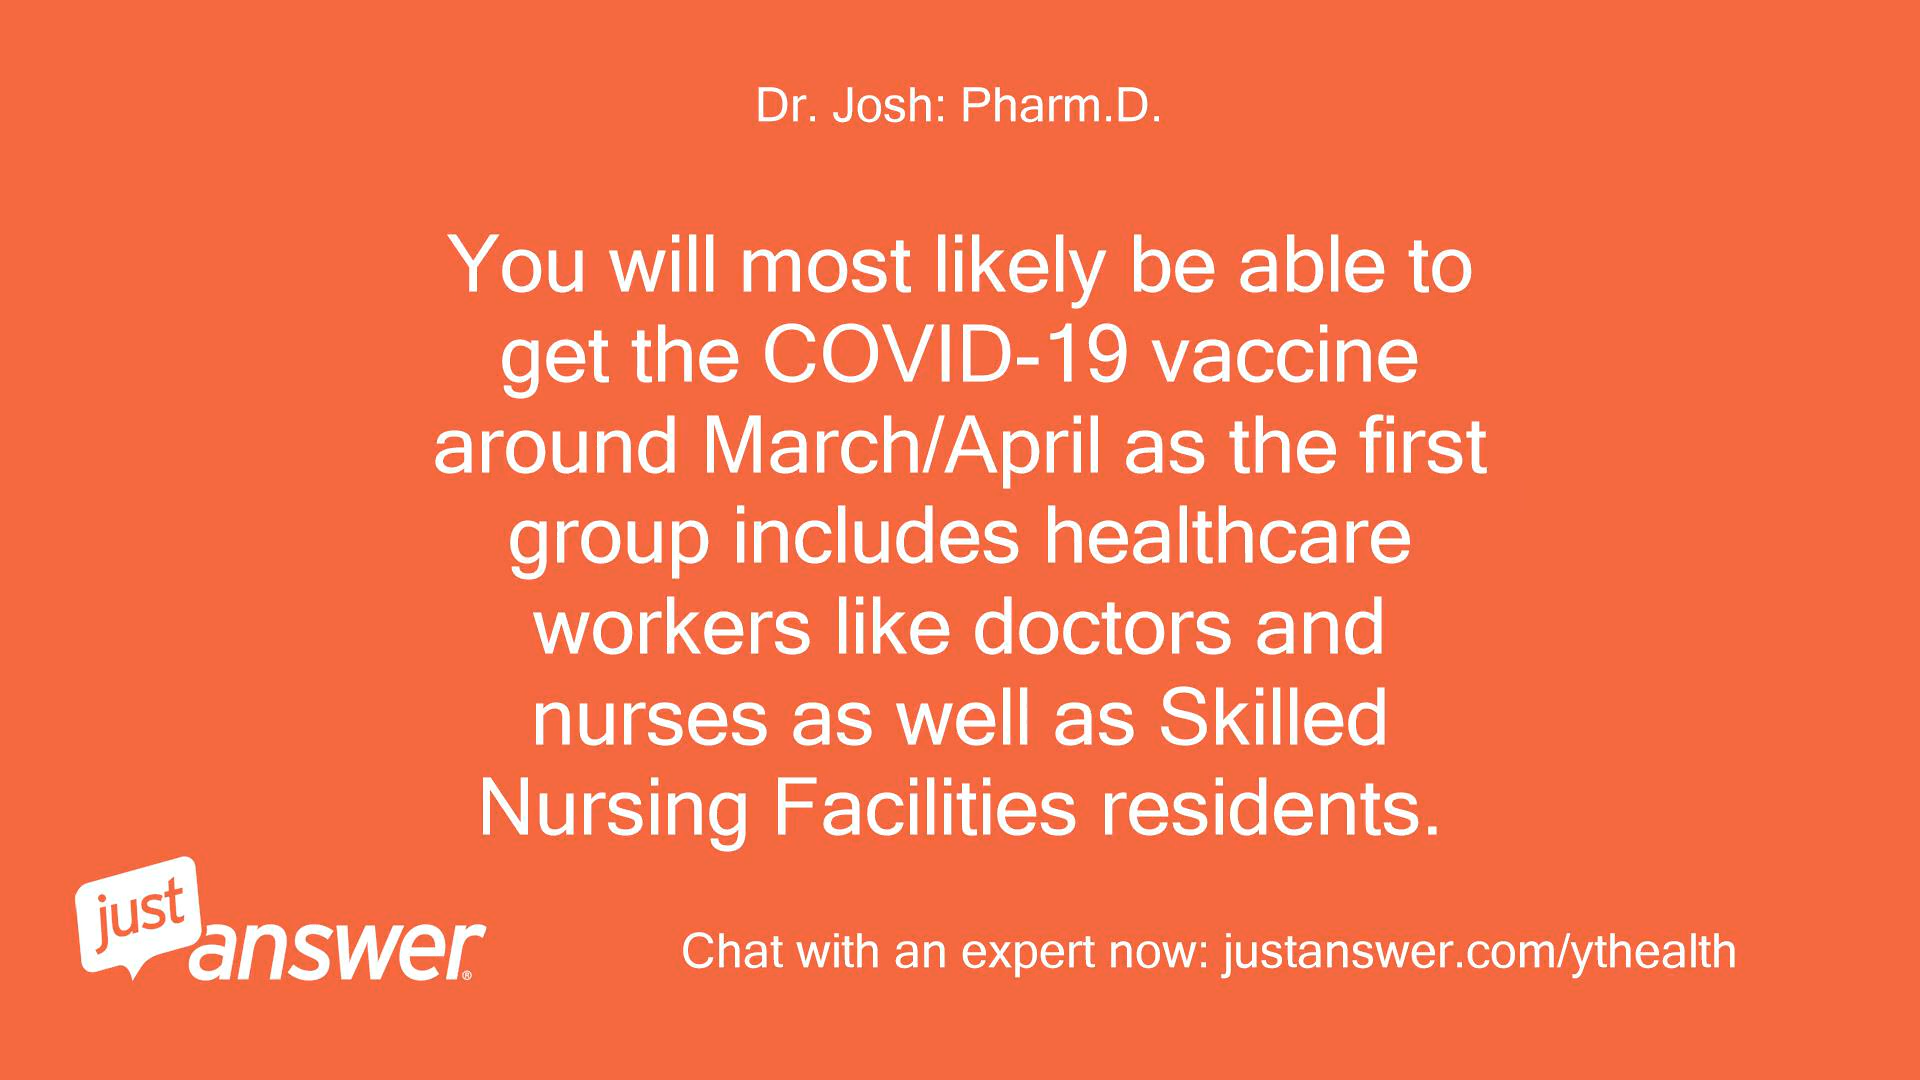 Dr. Josh: Pharm.D.
You will most likely be able to
get the COVID-19 vaccine
around March/April as the first
group includes healthcare
workers like doctors and
nurses as well as Skilled
Nursing Facilities residents.
just
answer®
Chat with an expert now: justanswer.com/ythealth